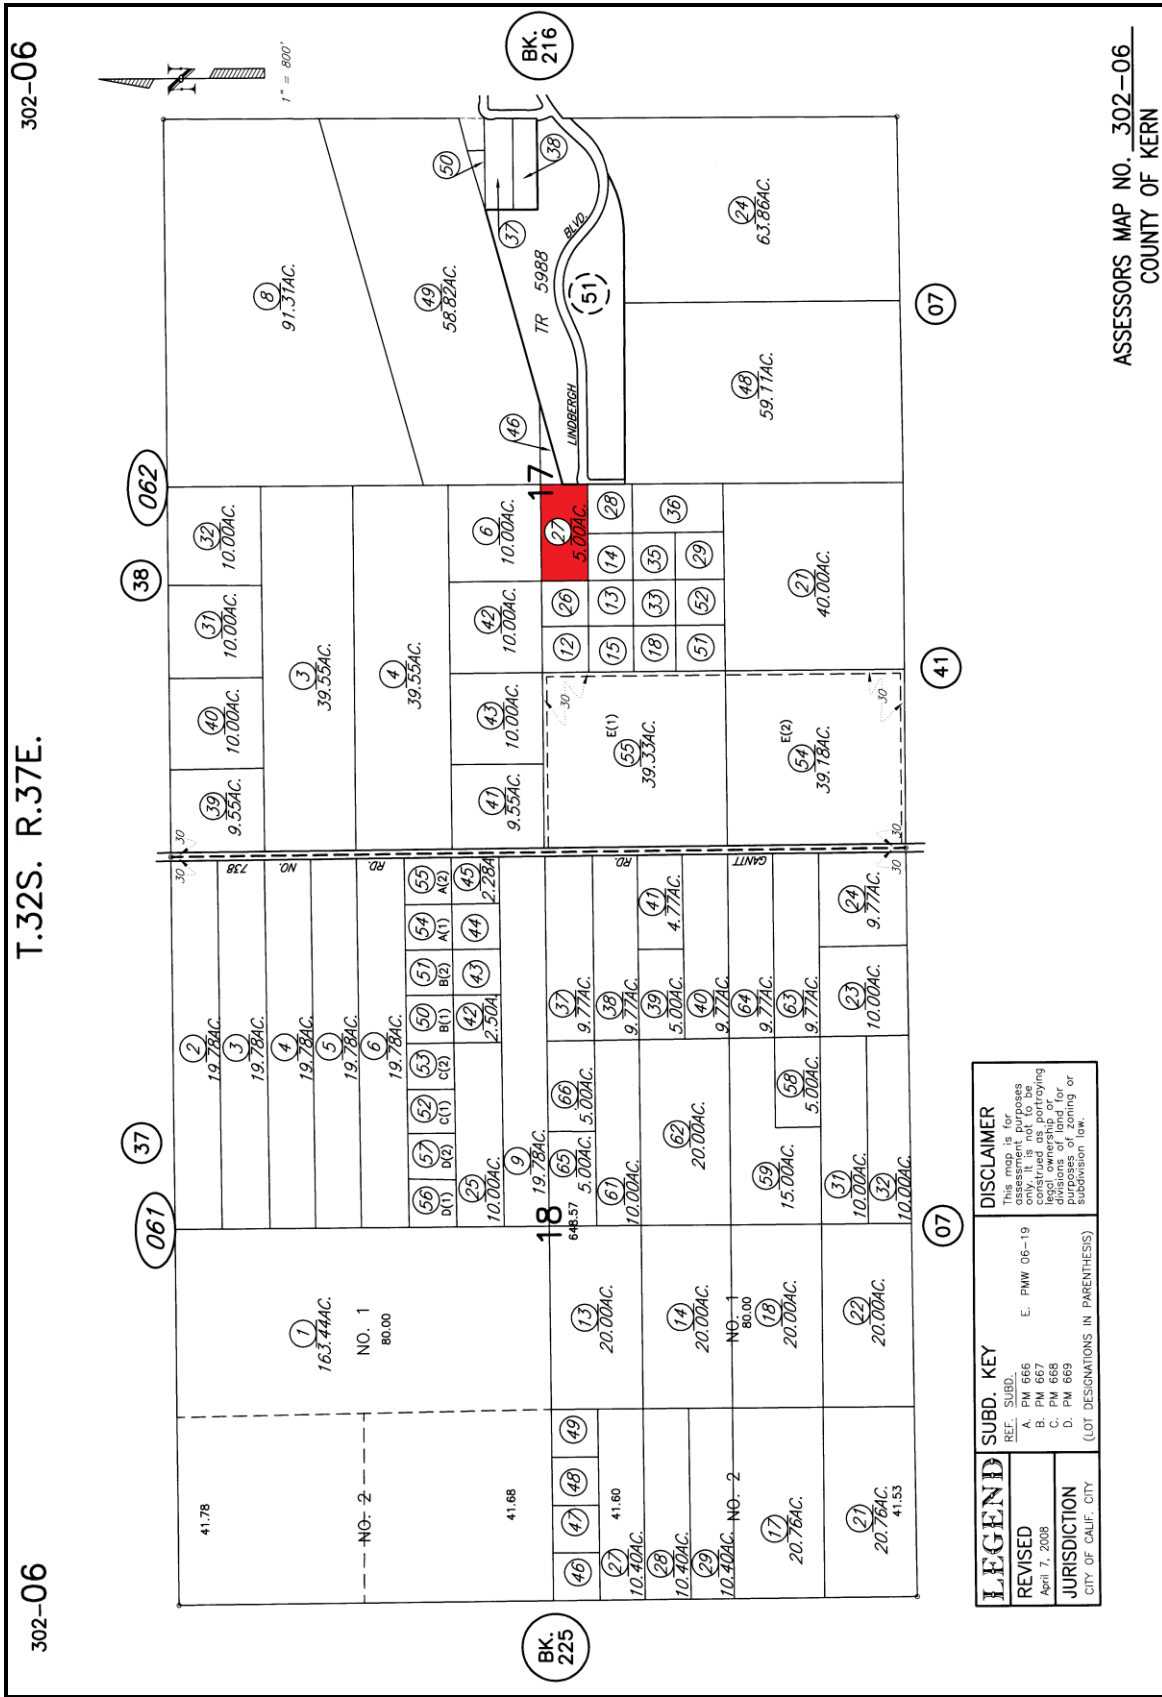 302-06
T.32S. R.37E.
302-06
1" = 800'
BK.
216
BK.
225
061
37
38
062
41.78
NO. 2
41.68
1
163.44AC.
NO. 1
80.00
2
19.78AC.
3
19.78AC.
4
19.78AC.
5
19.78AC.
6
19.78AC.
56
D(1)
57
D(2)
52
C(1)
53
C(2)
50
B(1)
51
B(2)
54
A(1)
55
A(2)
25
10.00AC.
42
2.50A
43
44
45
2.28A
9
19.78AC.
18
648.57
30
30
738
NO.
RD.
39
9.55AC.
40
10.00AC.
31
10.00AC.
32
10.00AC.
3
39.55AC.
4
39.55AC.
41
9.55AC.
43
10.00AC.
42
10.00AC.
6
10.00AC.
17
8
91.31AC.
49
58.82AC.
46
50
37
38
TR 5988
LINDBERGH
BLVD.
51
46
47
48
49
27
10.40AC.
41.60
28
10.40AC.
29
10.40AC.
NO. 2
17
20.76AC.
21
20.76AC.
41.53
13
20.00AC.
14
20.00AC.
NO. 1
80.00
18
20.00AC.
22
20.00AC.
65
5.00AC.
66
5.00AC.
61
10.00AC.
62
20.00AC.
59
15.00AC.
58
5.00AC.
31
10.00AC.
32
10.00AC.
37
9.77AC.
38
9.77AC.
39
5.00AC.
41
4.77AC.
40
9.77AC.
64
9.77AC.
63
9.77AC.
23
10.00AC.
24
9.77AC.
RD.
GANTT
30
30
E(1)
55
39.33AC.
30
E(2)
54
39.18AC.
30
12
26
27
5.00AC.
15
13
14
28
18
33
35
36
51
52
29
21
40.00AC.
48
59.11AC.
24
63.86AC.
07
41
07
LEGEND
REVISED
April 7, 2008
JURISDICTION
CITY OF CALIF. CITY
SUBD. KEY
REF. SUBD.
A. PM 666
B. PM 667
C. PM 668
D. PM 669
E. PMW 06-19
(LOT DESIGNATIONS IN PARENTHESIS)
DISCLAIMER
This map is for
assessment purposes
only. It is not to be
construed as portraying
legal ownership or
divisions of land for
purposes of zoning or
subdivision law.
ASSESSORS MAP NO. 302-06
COUNTY OF KERN